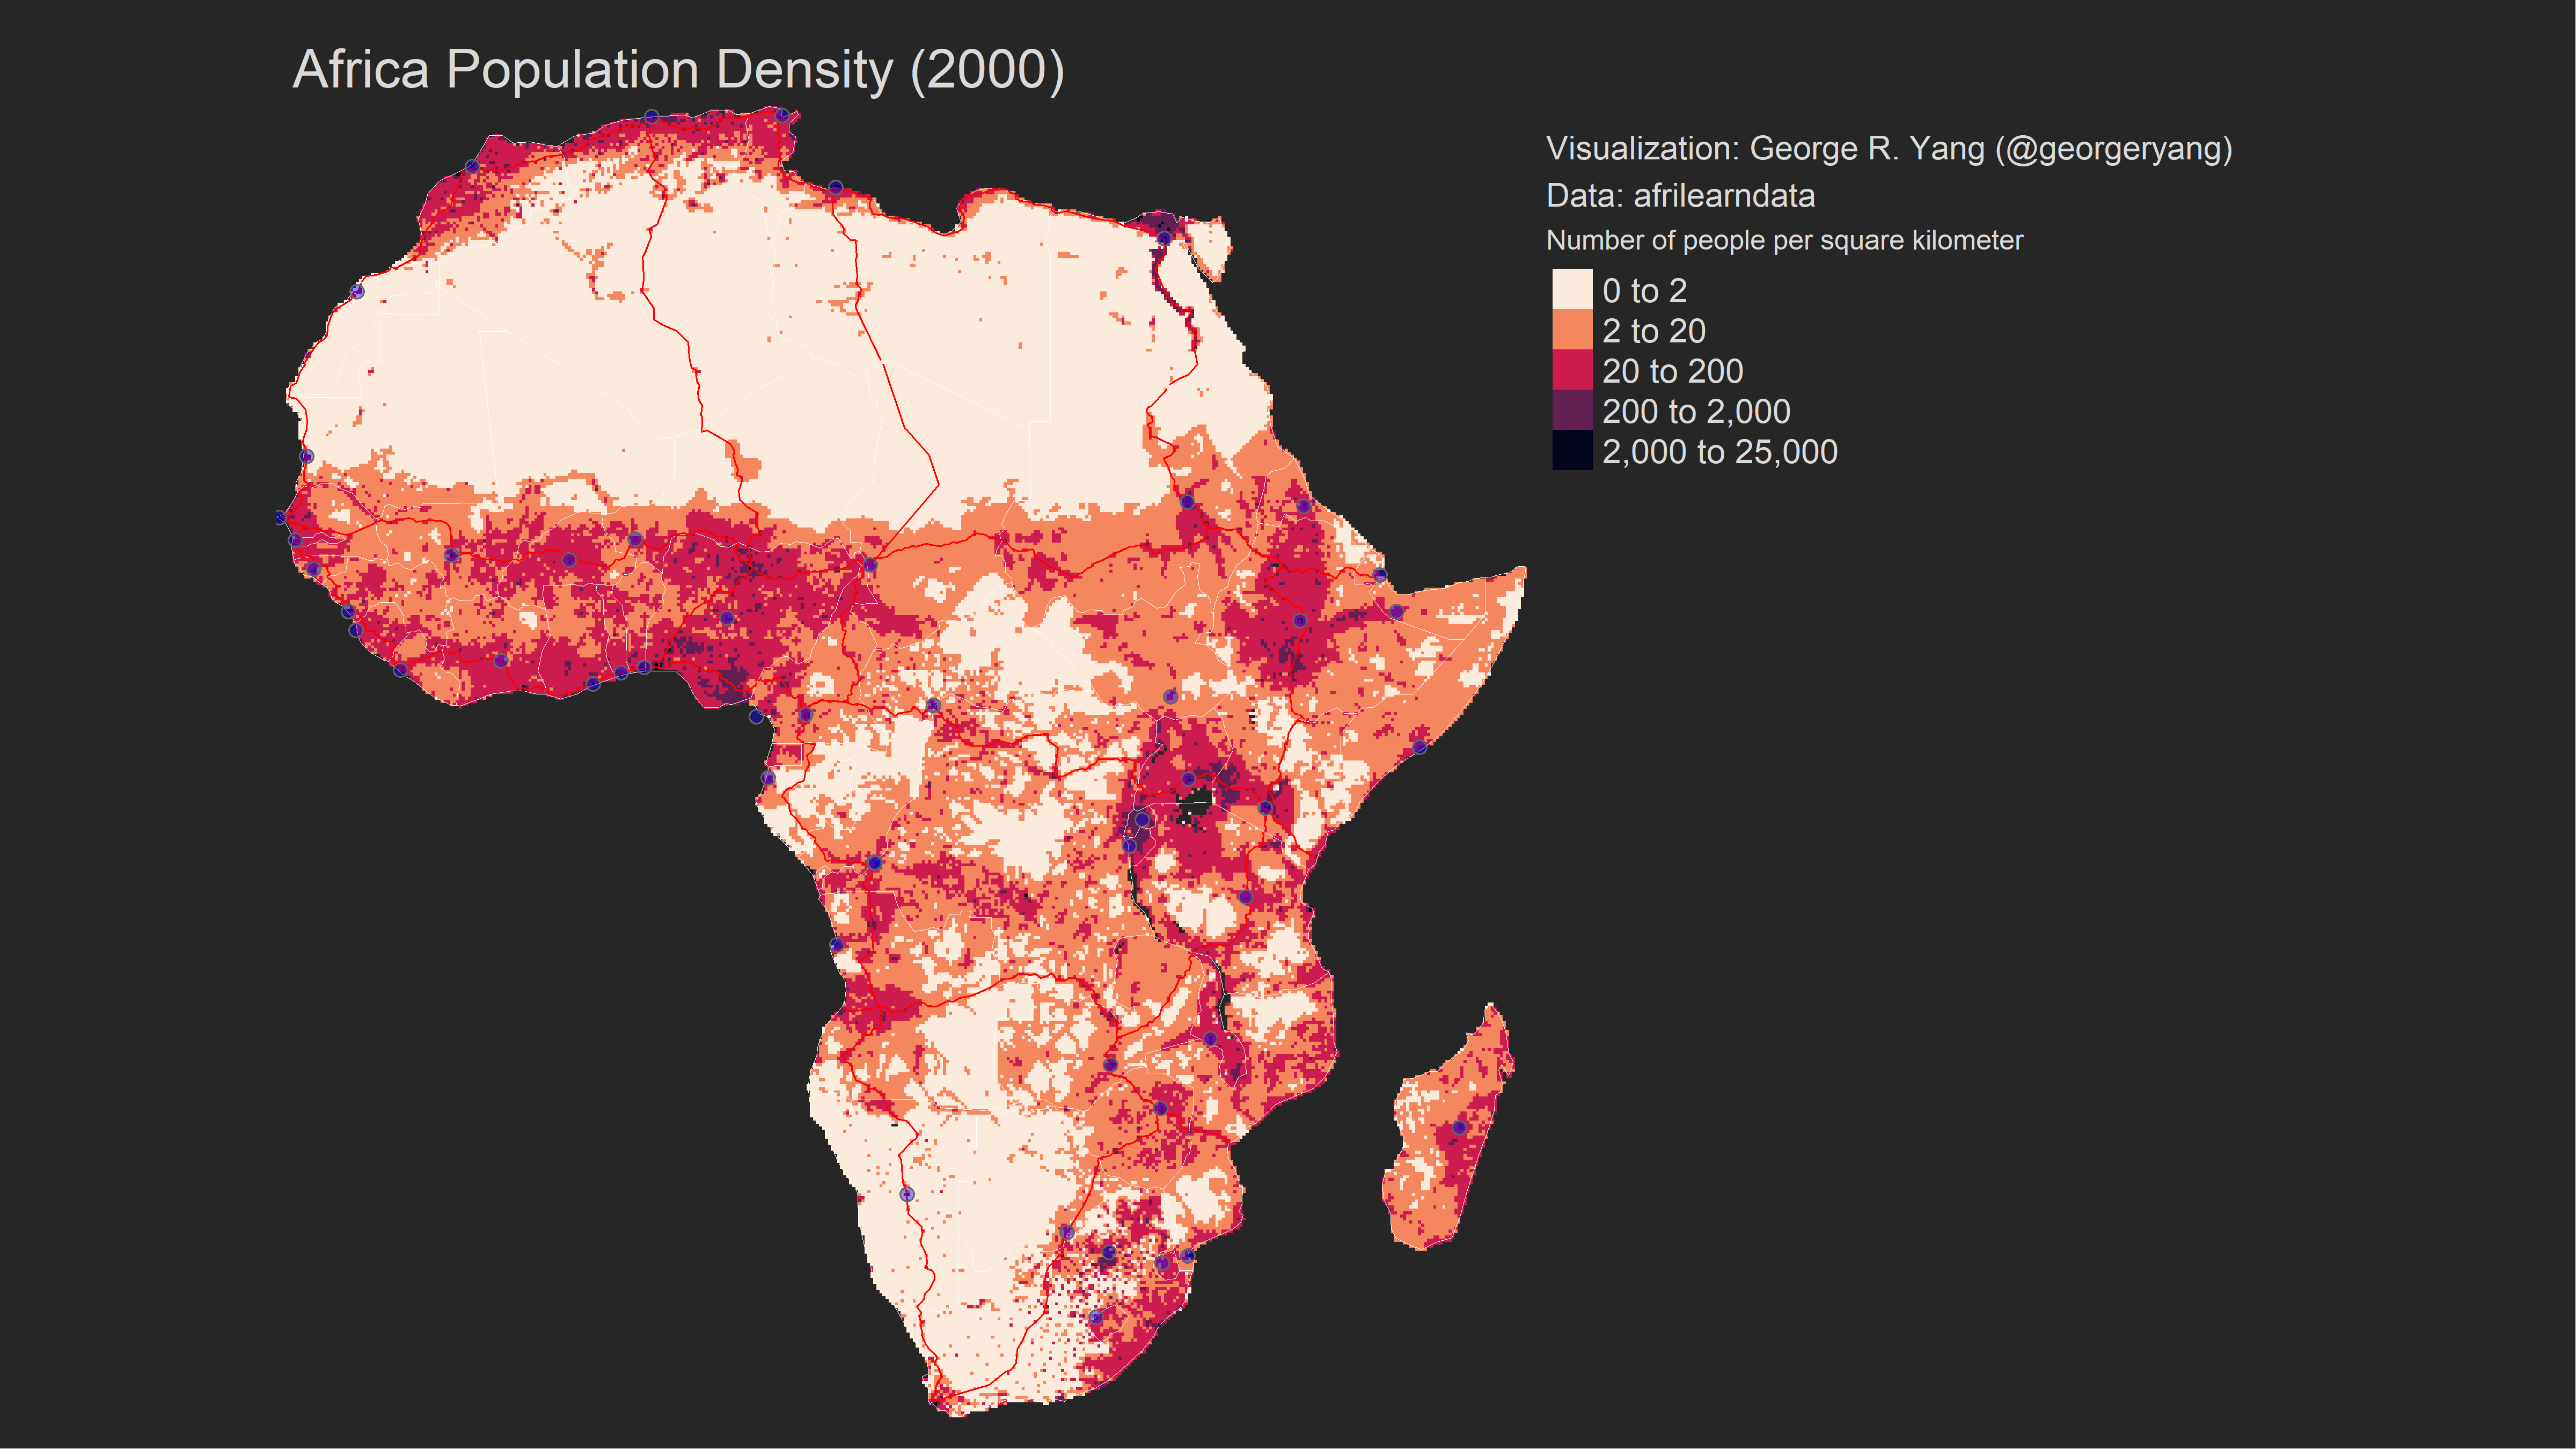 Africa Population Density (2000)
Visualization: George R. Yang (@georgeryang)
Data: afrilearndata
Number of people per square kilometer
0 to 2
2 to 20
20 to 200
200 to 2,000
2,000 to 25,000